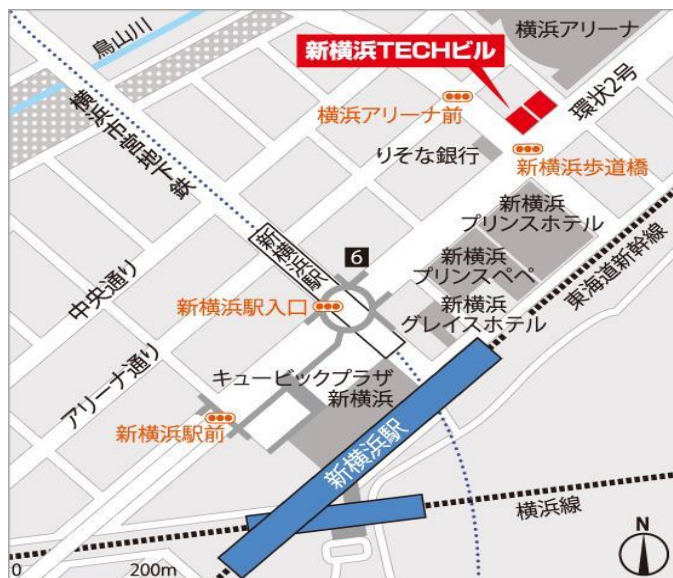 鳥山川
横浜アリーナ
新横浜TECHビル
環状2号
横浜市営地下鉄
横浜アリーナ前
りそな銀行
新横浜歩道橋
新横浜
プリンスホテル
新横浜駅
6
新横浜
プリンスペペ
東海道新幹線
中央通り
新横浜駅入口
新横浜
グレイスホテル
アリーナ通り
キュービックプラザ
新横浜
新横浜駅前
新横浜駅
横浜線
N
0
200m